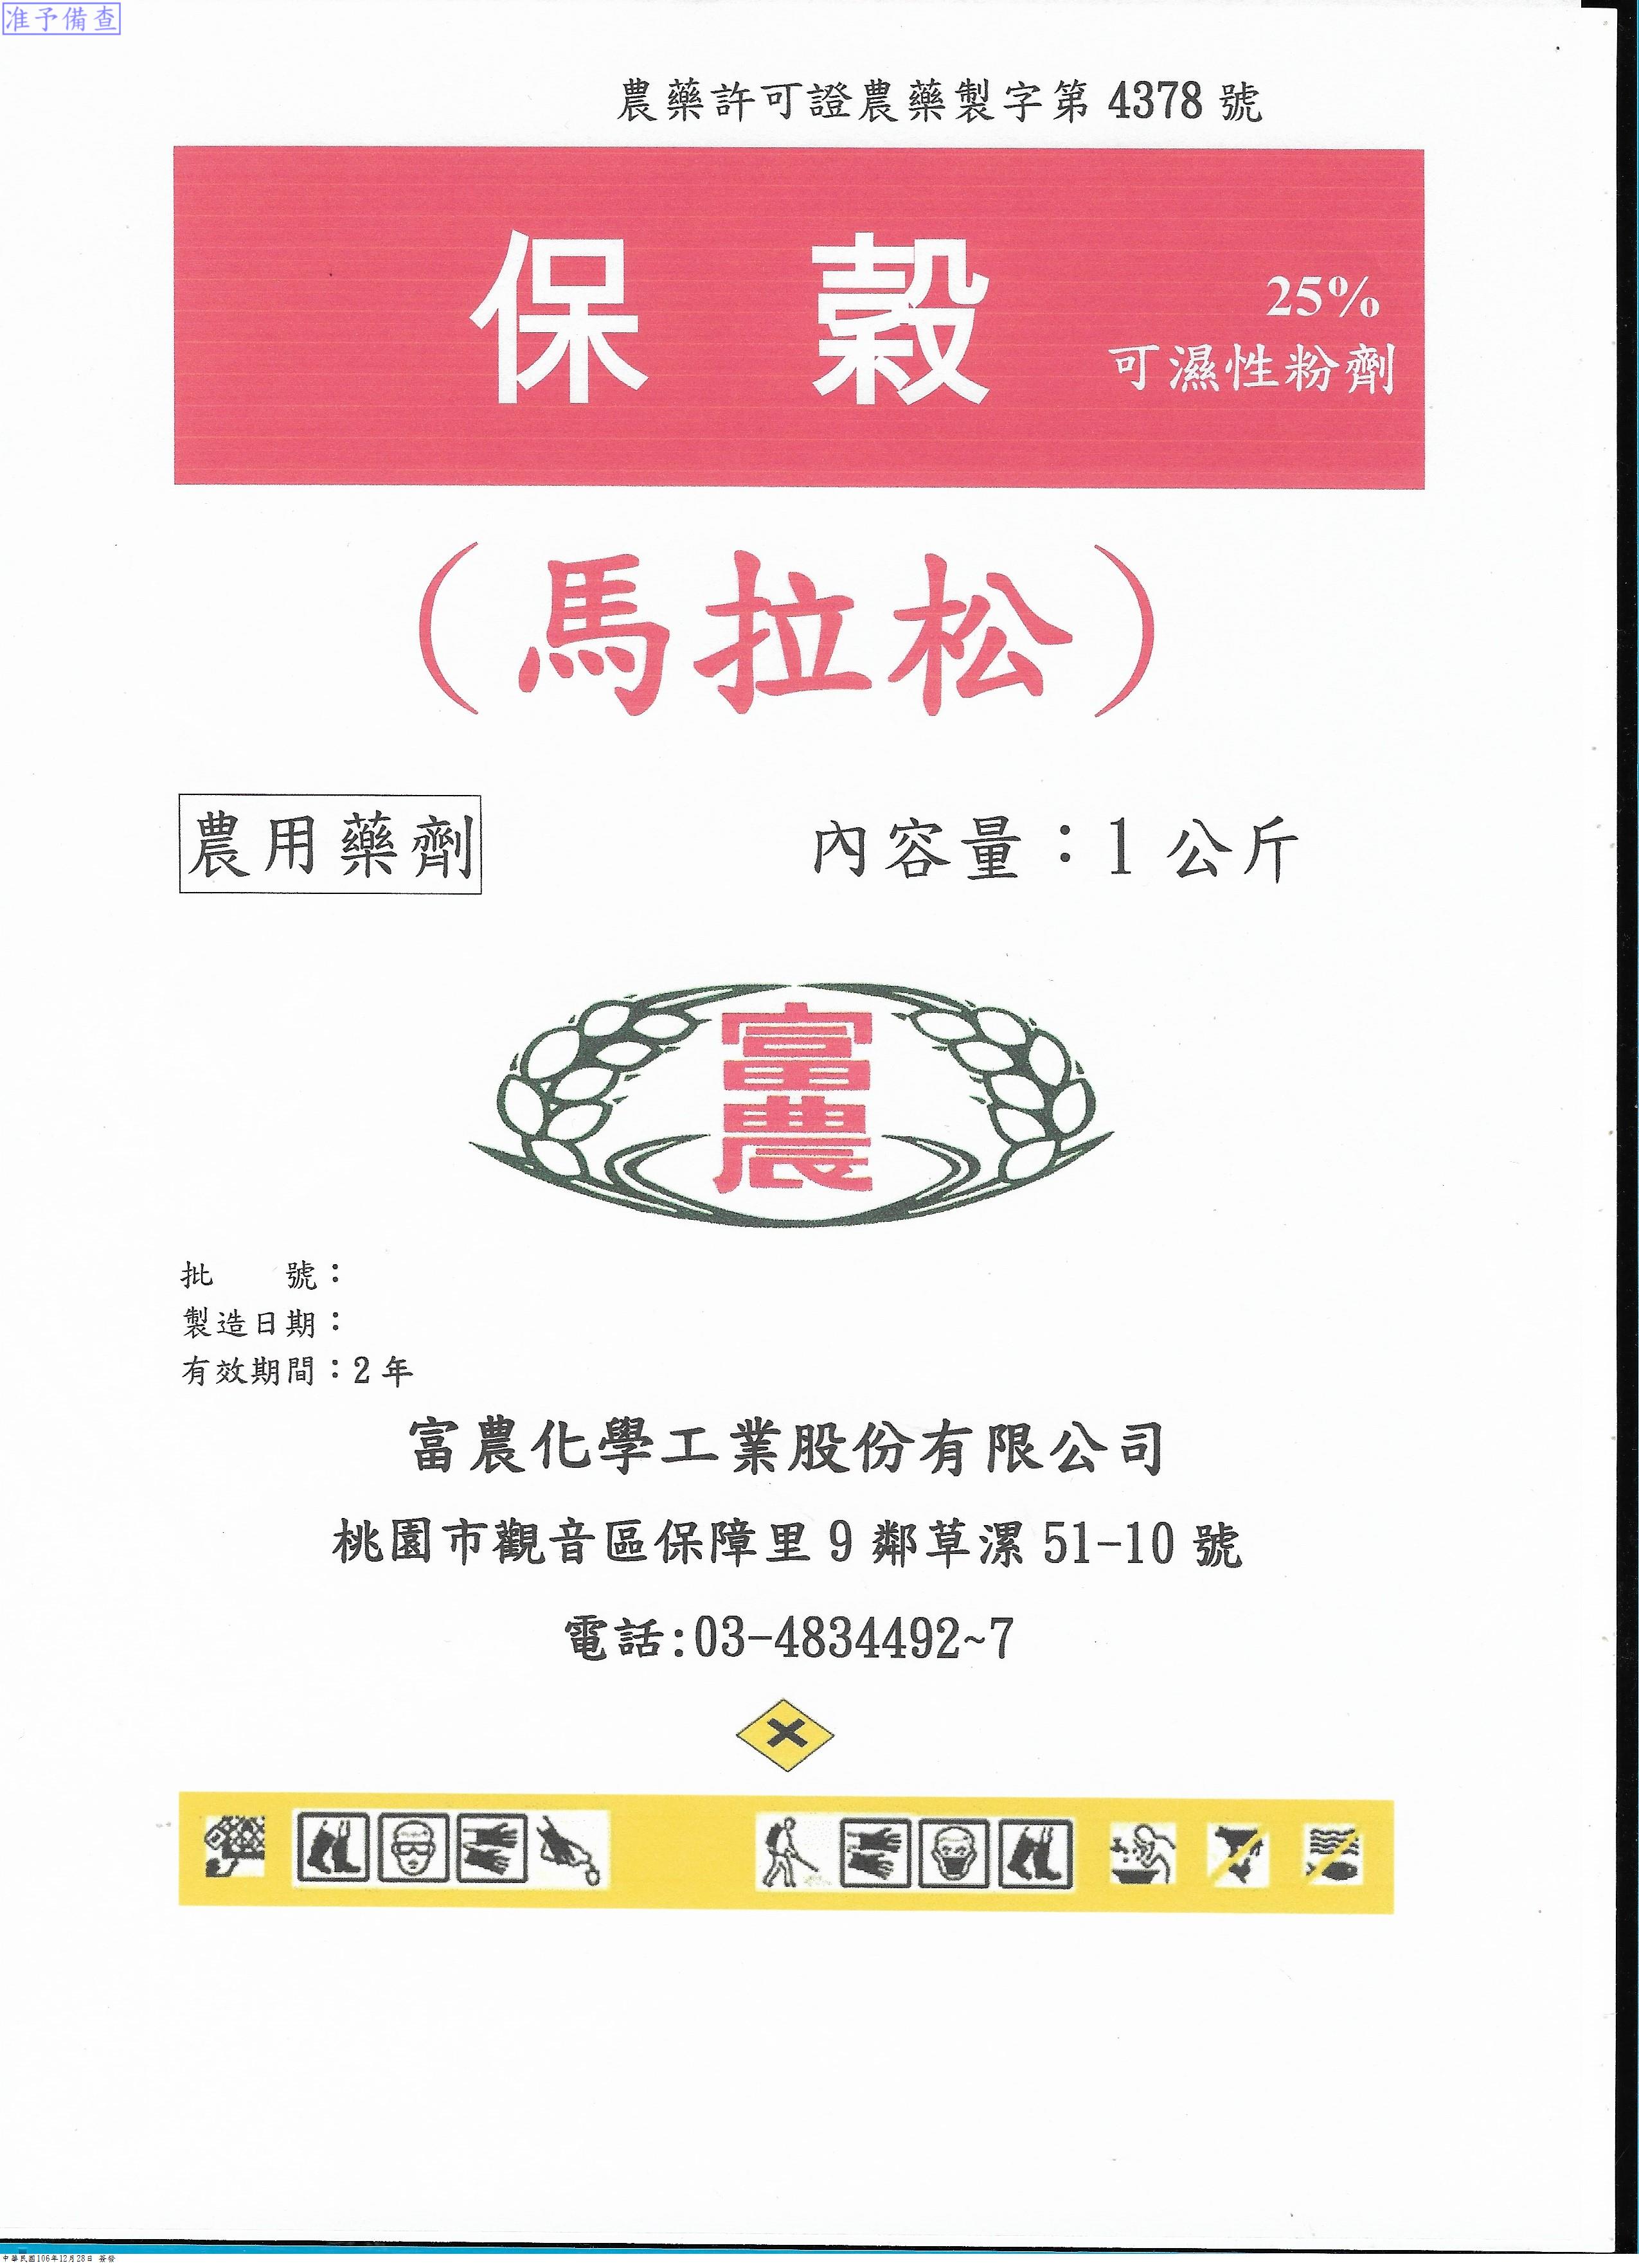 准予備查
農藥許可證農藥製字第 4378 號
保 穀
25%
可濕性粉劑
(馬拉松)
農用藥劑
內容量：1 公斤
富
農
批 號：
製造日期：
有效期間：2 年
富農化學工業股份有限公司
桃園市觀音區保障里 9 鄰草漯 51-10 號
電話:03-4834492~7
中華民國106年12月28日 簽發